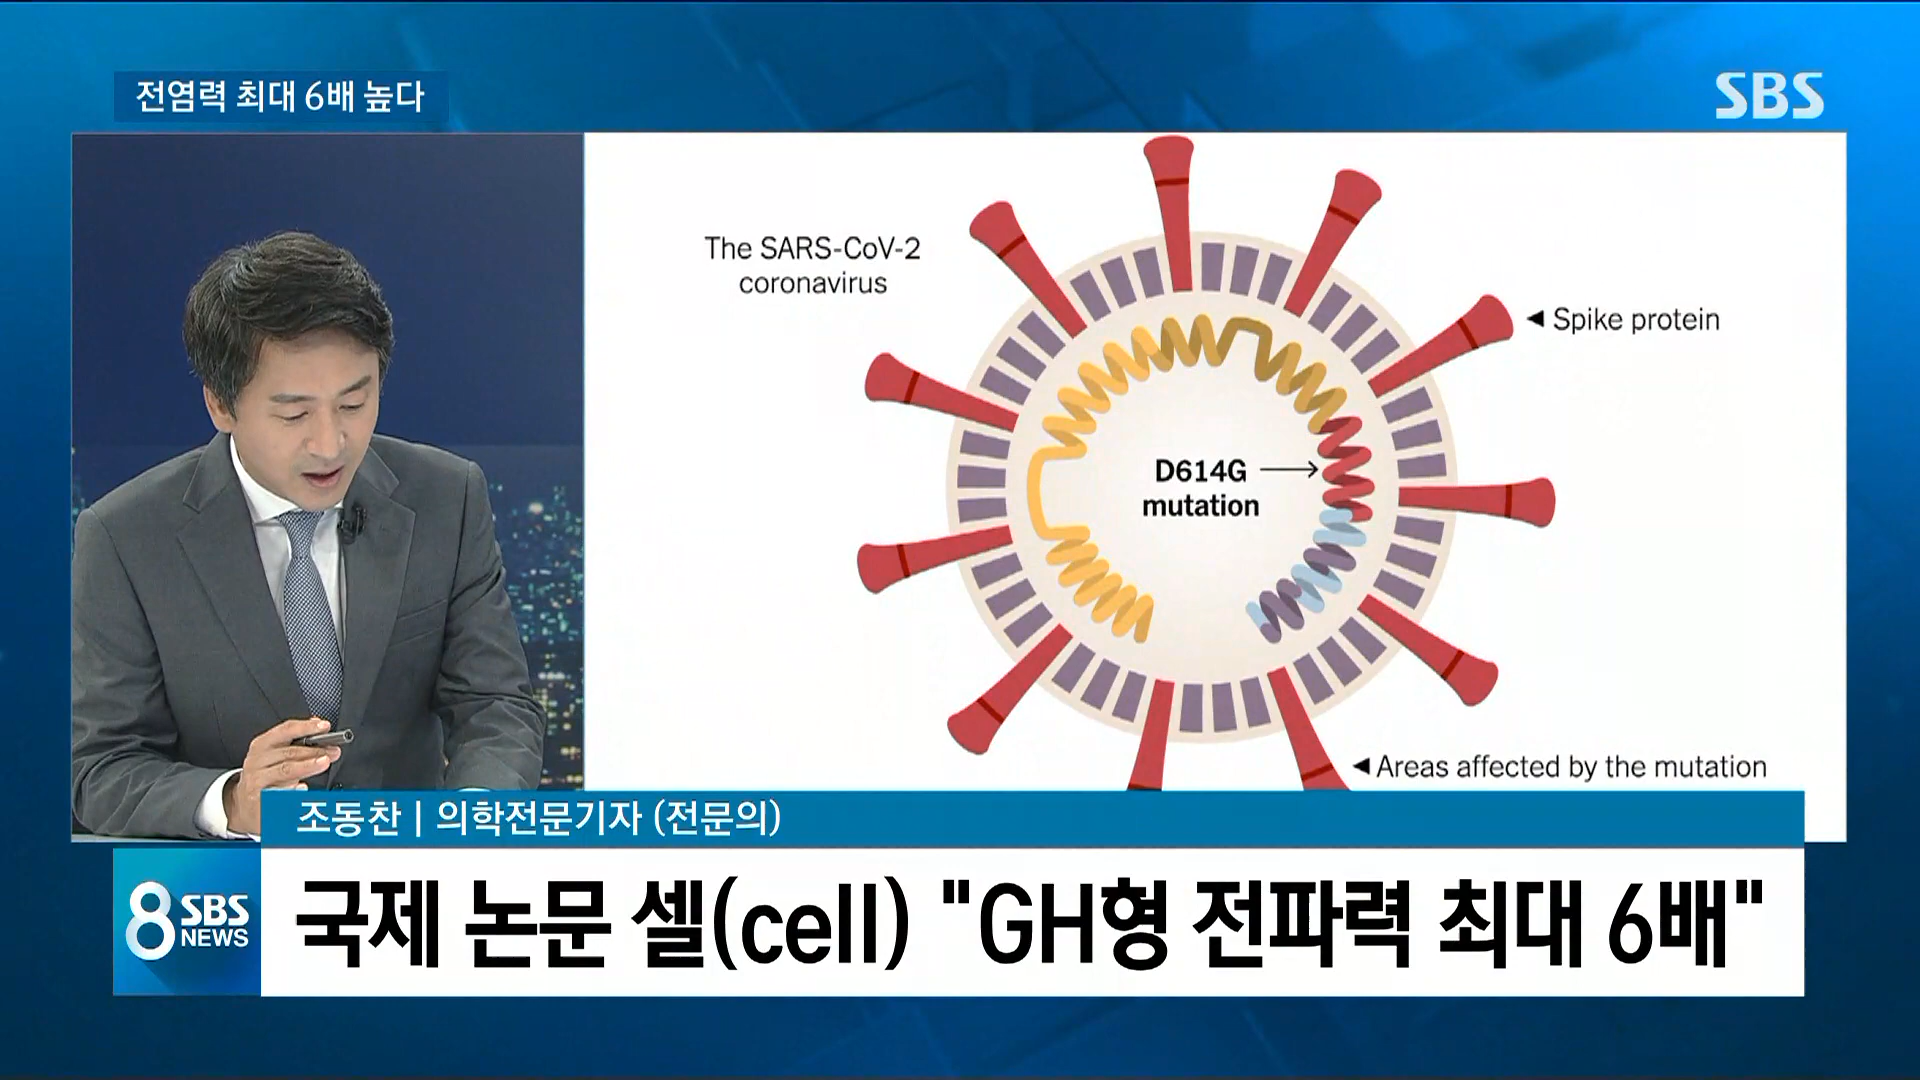 전염력 최대 6배 높다
SBS
The SARS-CoV-2
coronavirus
◀ Spike protein
D614G
mutation
◀ Areas affected by the mutation
조동찬 | 의학전문기자 (전문의)
8 SBS
NEWS
국제 논문 셀(cell) "GH형 전파력 최대 6배"